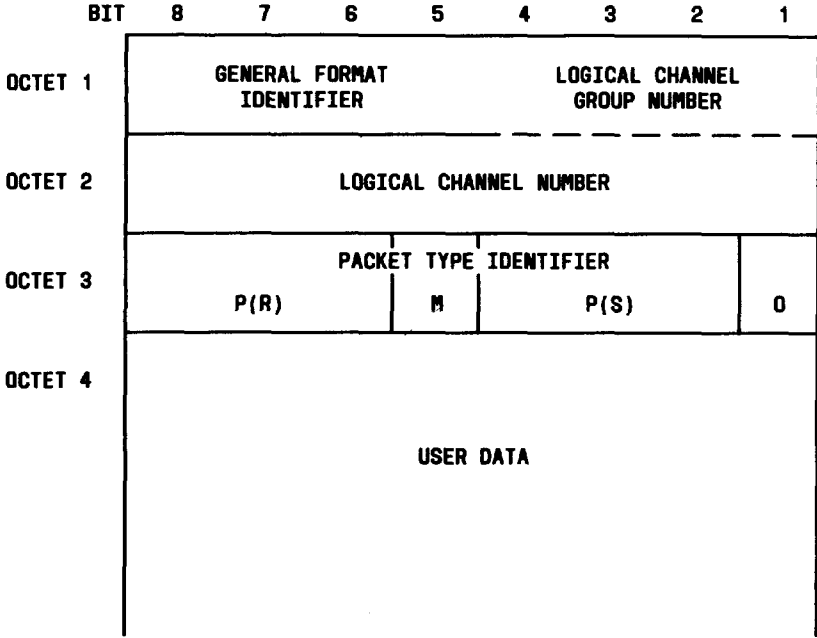 BIT 8 7 6 5 4 3 2 1
OCTET 1
GENERAL FORMAT
IDENTIFIER
LOGICAL CHANNEL
GROUP NUMBER
OCTET 2
LOGICAL CHANNEL NUMBER
OCTET 3
PACKET TYPE IDENTIFIER
P(R) M P(S) 0
OCTET 4
USER DATA